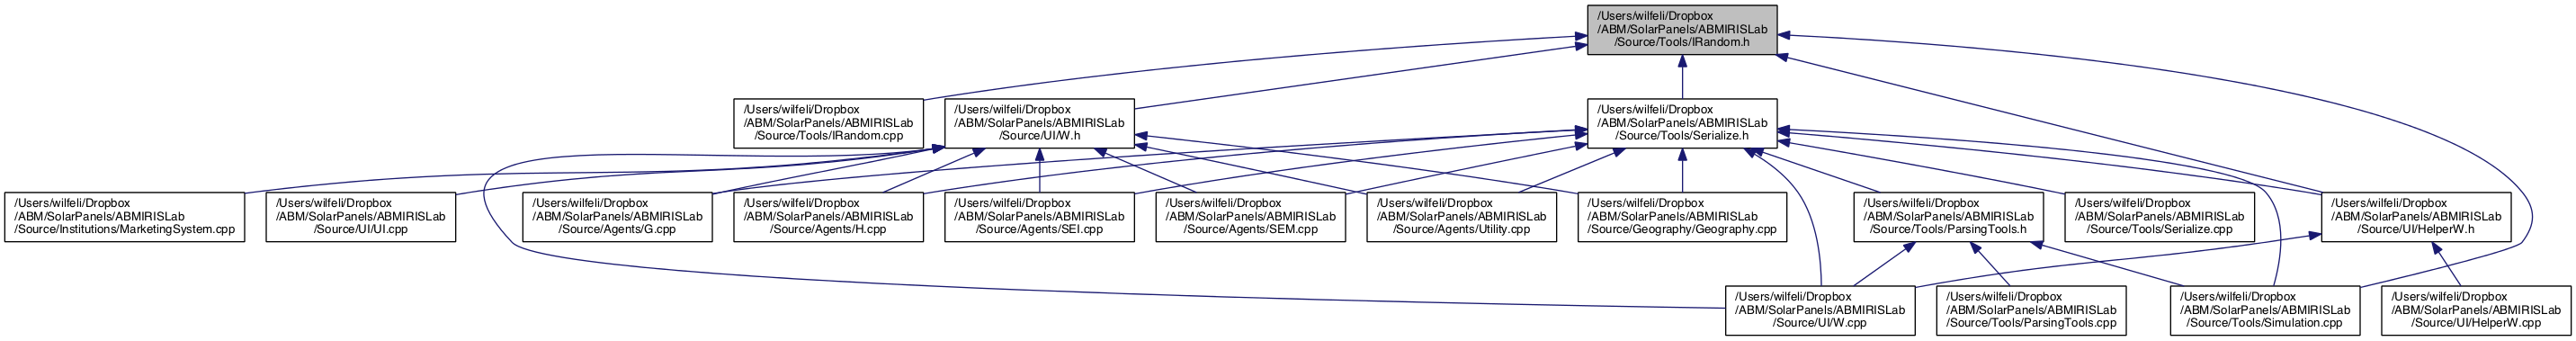 /Users/wilfeli/Dropbox
/ABM/SolarPanels/ABMIRISLab
/Source/Tools/IRandom.h
/Users/wilfeli/Dropbox
/ABM/SolarPanels/ABMIRISLab
/Source/Tools/IRandom.cpp
/Users/wilfeli/Dropbox
/ABM/SolarPanels/ABMIRISLab
/Source/UI/W.h
/Users/wilfeli/Dropbox
/ABM/SolarPanels/ABMIRISLab
/Source/Tools/Serialize.h
/Users/wilfeli/Dropbox
/ABM/SolarPanels/ABMIRISLab
/Source/Institutions/MarketingSystem.cpp
/Users/wilfeli/Dropbox
/ABM/SolarPanels/ABMIRISLab
/Source/UI/UI.cpp
/Users/wilfeli/Dropbox
/ABM/SolarPanels/ABMIRISLab
/Source/Agents/G.cpp
/Users/wilfeli/Dropbox
/ABM/SolarPanels/ABMIRISLab
/Source/Agents/H.cpp
/Users/wilfeli/Dropbox
/ABM/SolarPanels/ABMIRISLab
/Source/Agents/SEI.cpp
/Users/wilfeli/Dropbox
/ABM/SolarPanels/ABMIRISLab
/Source/Agents/SEM.cpp
/Users/wilfeli/Dropbox
/ABM/SolarPanels/ABMIRISLab
/Source/Agents/Utility.cpp
/Users/wilfeli/Dropbox
/ABM/SolarPanels/ABMIRISLab
/Source/Geography/Geography.cpp
/Users/wilfeli/Dropbox
/ABM/SolarPanels/ABMIRISLab
/Source/Tools/ParsingTools.h
/Users/wilfeli/Dropbox
/ABM/SolarPanels/ABMIRISLab
/Source/Tools/Serialize.cpp
/Users/wilfeli/Dropbox
/ABM/SolarPanels/ABMIRISLab
/Source/UI/HelperW.h
/Users/wilfeli/Dropbox
/ABM/SolarPanels/ABMIRISLab
/Source/UI/W.cpp
/Users/wilfeli/Dropbox
/ABM/SolarPanels/ABMIRISLab
/Source/Tools/ParsingTools.cpp
/Users/wilfeli/Dropbox
/ABM/SolarPanels/ABMIRISLab
/Source/Tools/Simulation.cpp
/Users/wilfeli/Dropbox
/ABM/SolarPanels/ABMIRISLab
/Source/UI/HelperW.cpp